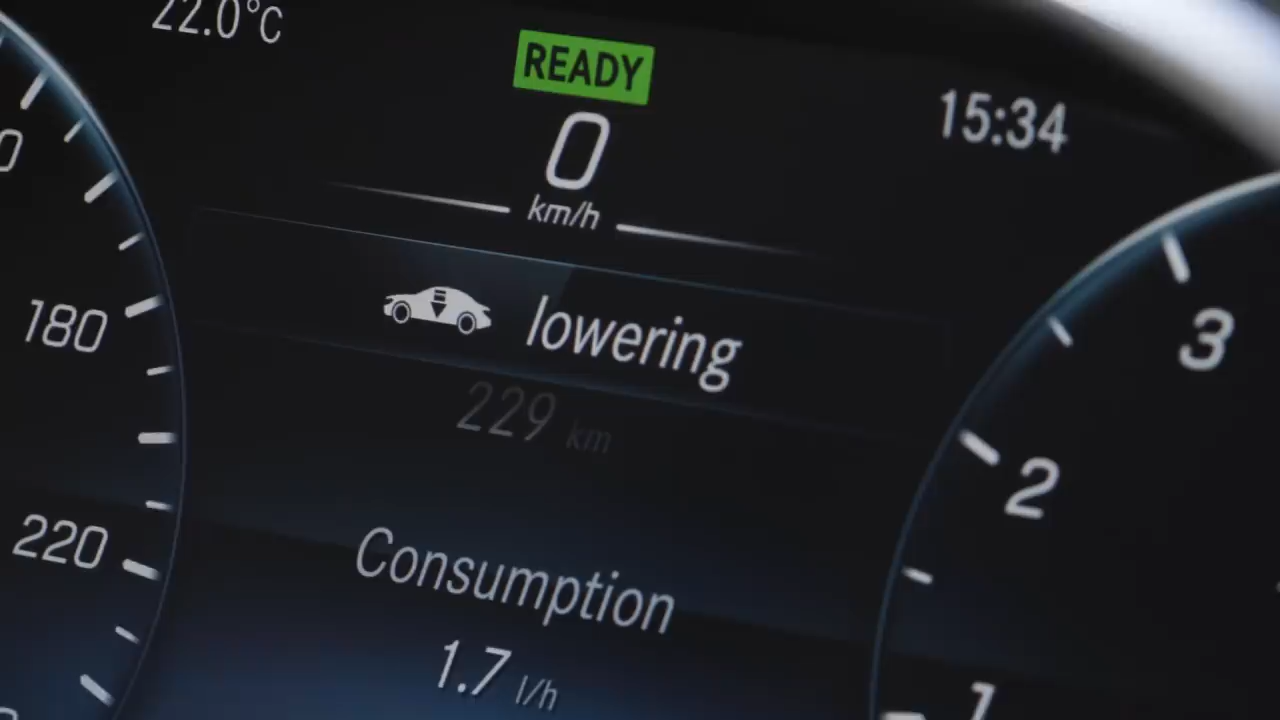 22.0°C
READY
15:34
0
km/h
lowering
229 km
Consumption
1.7 l/h
180
220
3
2
1